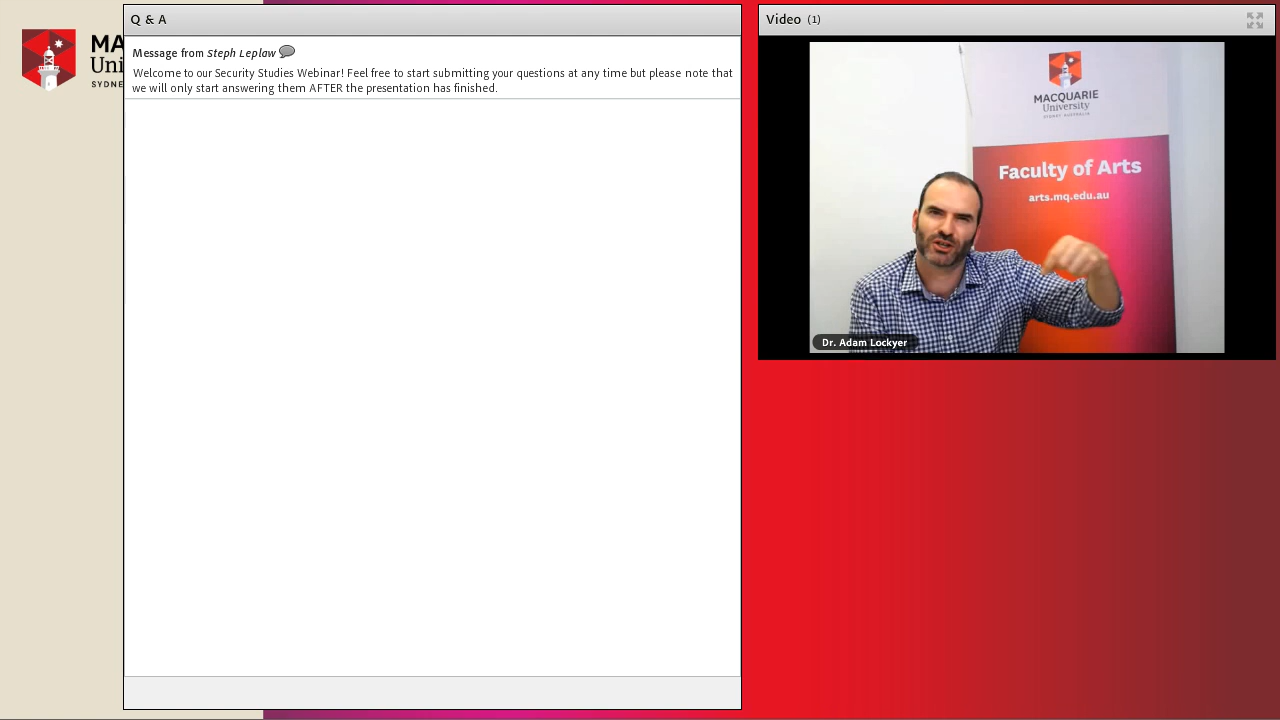 MA
Uni
SYDNE
Q & A
Message from Steph Leplaw
Welcome to our Security Studies Webinar! Feel free to start submitting your questions at any time but please note that
we will only start answering them AFTER the presentation has finished.
Video (1)
MACQUARIE
University
SYDNEY AUSTRALIA
Faculty of Arts
arts.mq.edu.au
Dr. Adam Lockyer